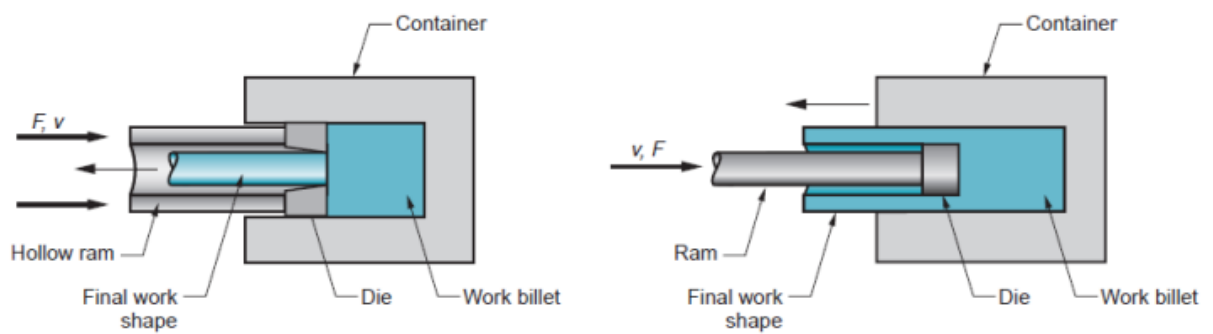 Container
F, v
Hollow ram
Final work
shape
Die
Work billet
Container
v, F
Ram
Final work
shape
Die
Work billet